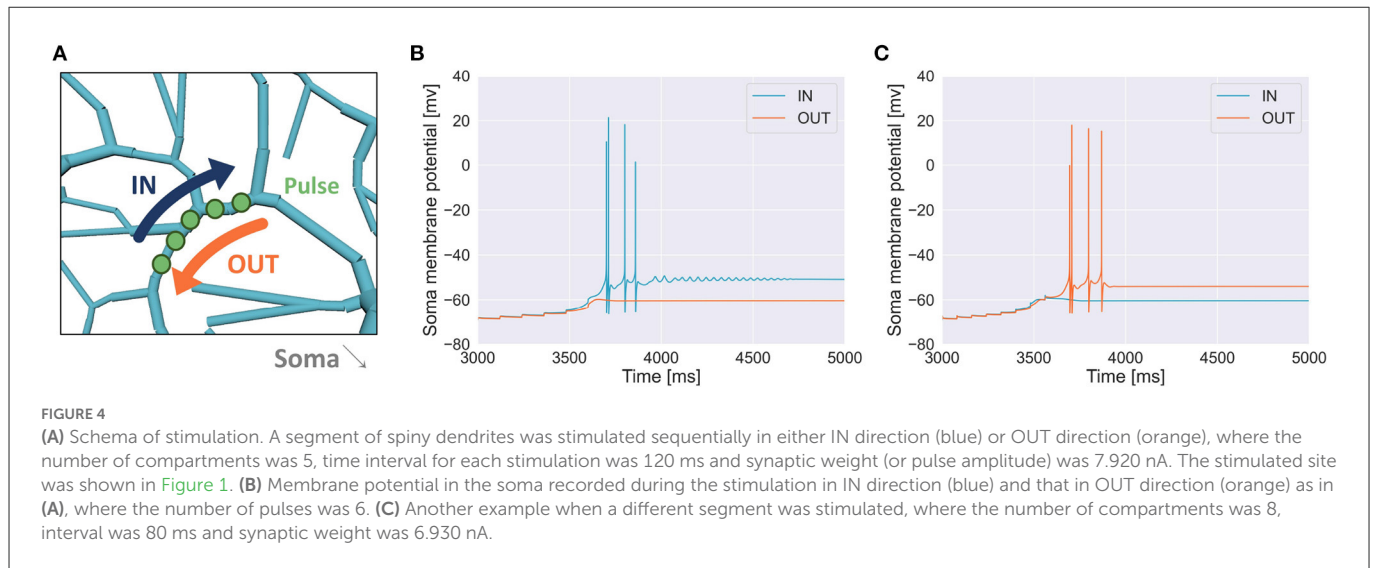 A
IN
Pulse
OUT
Soma ↘
B
Soma membrane potential [mv]
40
20
0
−20
−40
−60
−80
3000 3500 4000 4500 5000
Time [ms]
IN
OUT
C
Soma membrane potential [mv]
40
20
0
−20
−40
−60
−80
3000 3500 4000 4500 5000
Time [ms]
IN
OUT
FIGURE 4
(A) Schema of stimulation. A segment of spiny dendrites was stimulated sequentially in either IN direction (blue) or OUT direction (orange), where the
number of compartments was 5, time interval for each stimulation was 120 ms and synaptic weight (or pulse amplitude) was 7.920 nA. The stimulated site
was shown in Figure 1. (B) Membrane potential in the soma recorded during the stimulation in IN direction (blue) and that in OUT direction (orange) as in
(A), where the number of pulses was 6. (C) Another example when a different segment was stimulated, where the number of compartments was 8,
interval was 80 ms and synaptic weight was 6.930 nA.